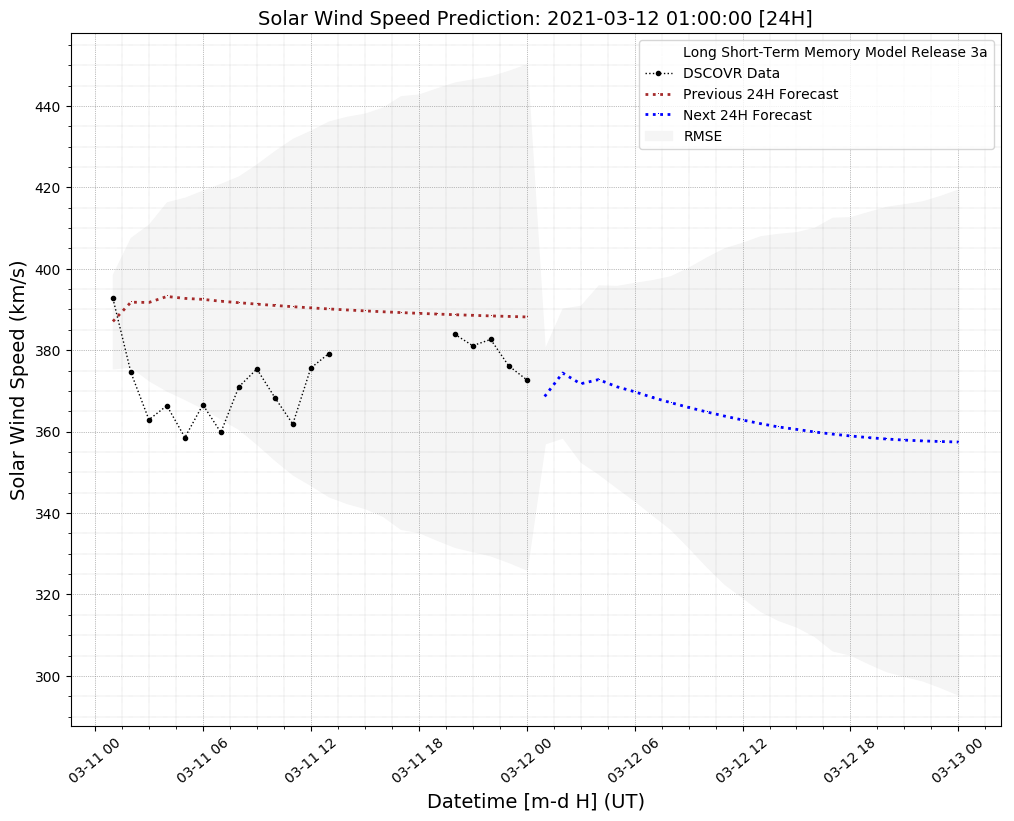 Solar Wind Speed Prediction: 2021-03-12 01:00:00 [24H]
Long Short-Term Memory Model Release 3a
DSCOVR Data
Previous 24H Forecast
Next 24H Forecast
RMSE
Solar Wind Speed (km/s)
440
420
400
380
360
340
320
300
03-11 00
03-11 06
03-11 12
03-11 18
03-12 00
03-12 06
03-12 12
03-12 18
03-13 00
Datetime [m-d H] (UT)